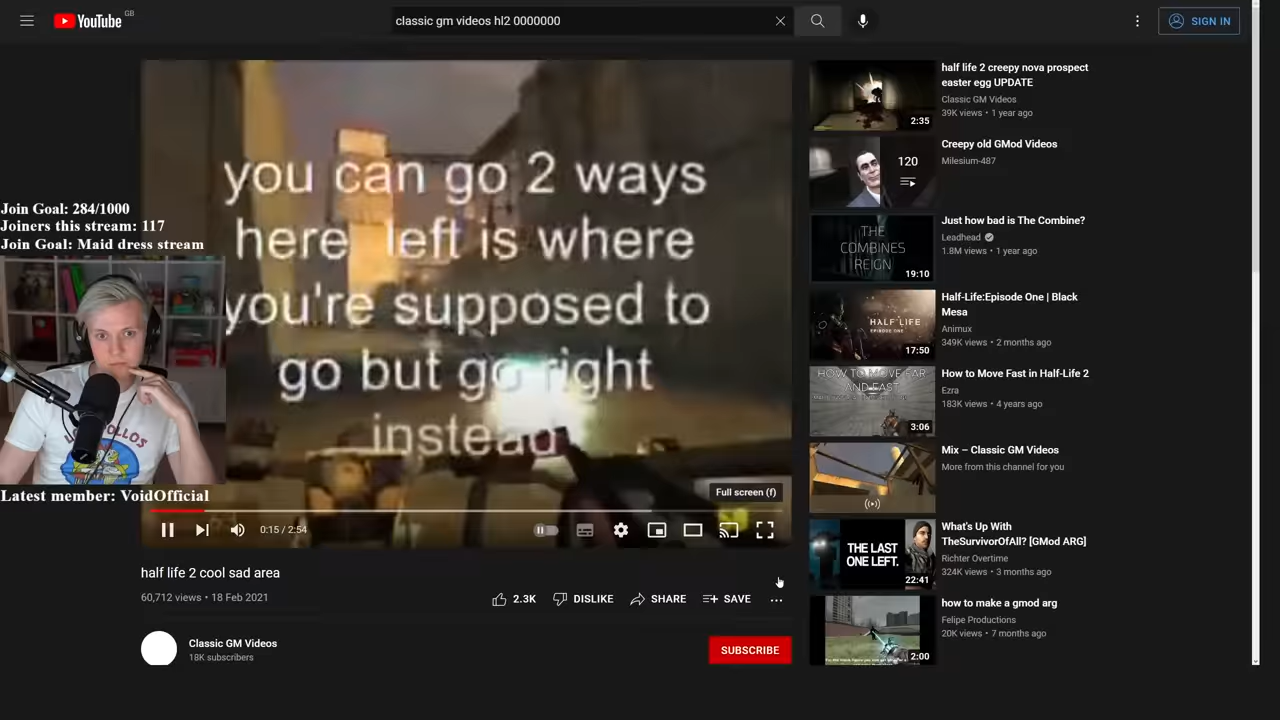 YouTube
GB
classic gm videos hl2 0000000
SIGN IN
you can go 2 ways
here left is where
you're supposed to
go but go right
instead
Join Goal: 284/1000
Joiners this stream: 117
Join Goal: Maid dress stream
Latest member: VoidOfficial
Full screen (f)
0:15 / 2:54
half life 2 cool sad area
60,712 views • 18 Feb 2021
2.3K
DISLIKE
SHARE
SAVE
Classic GM Videos
18K subscribers
SUBSCRIBE
2:35
half life 2 creepy nova prospect
easter egg UPDATE
Classic GM Videos
39K views • 1 year ago
120
Creepy old GMod Videos
Milesium-487
THE
COMBINES
REIGN
19:10
Just how bad is The Combine?
Leadhead
1.8M views • 1 year ago
HALF LIFE
EPISODE ONE
17:50
Half-Life:Episode One | Black
Mesa
Animux
349K views • 2 months ago
HOW TO MOVE FAR
AND FAST
3:06
How to Move Fast in Half-Life 2
Ezra
183K views • 4 years ago
Mix – Classic GM Videos
More from this channel for you
THE LAST
ONE LEFT.
22:41
What's Up With
TheSurvivorOfAll? [GMod ARG]
Richter Overtime
324K views • 3 months ago
2:00
how to make a gmod arg
Felipe Productions
20K views • 7 months ago